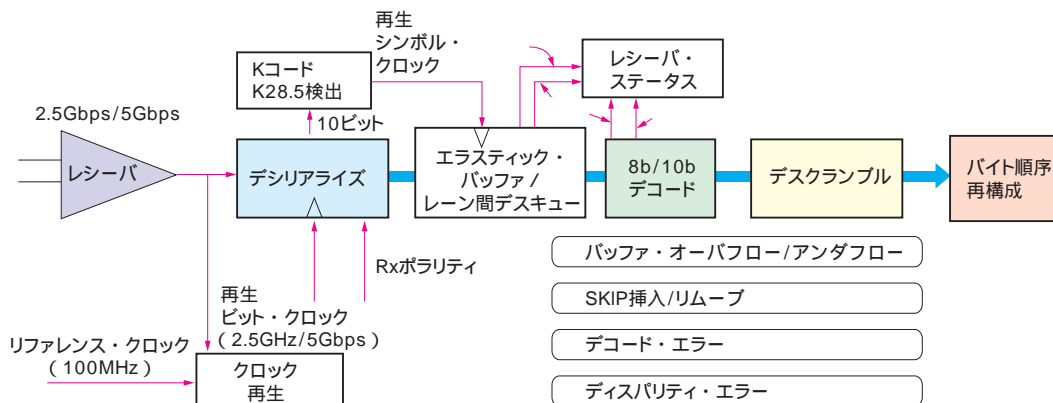 再生
シンボル・
クロック
Kコード
K28.5検出
レシーバ・
ステータス
2.5Gbps/5Gbps
10ビット
レシーバ
デシリアライズ
エラスティック・
バッファ /
レーン間デスキュー
8b/10b
デコード
デスクランブル
バイト順序
再構成
Rxポラリティ
再生
ビット・クロック
(2.5GHz/5Gbps)
リファレンス・クロック
(100MHz)
クロック
再生
バッファ・オーバフロー/アンダフロー
SKIP挿入/リムーブ
デコード・エラー
ディスパリティ・エラー